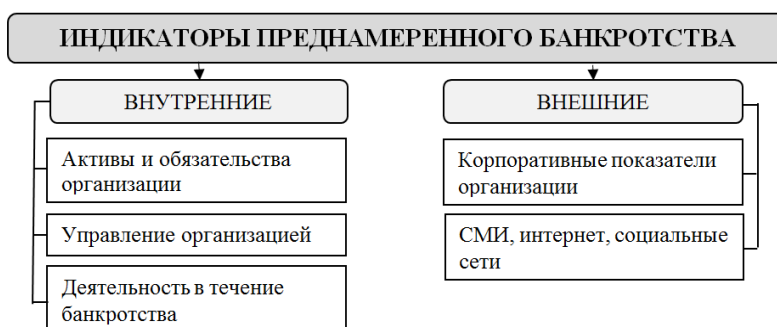 ИНДИКАТОРЫ ПРЕДНАМЕРЕННОГО БАНКРОТСТВА
ВНУТРЕННИЕ
Активы и обязательства
организации
Управление организацией
Деятельность в течение
банкротства
ВНЕШНИЕ
Корпоративные показатели
организации
СМИ, интернет, социальные
сети